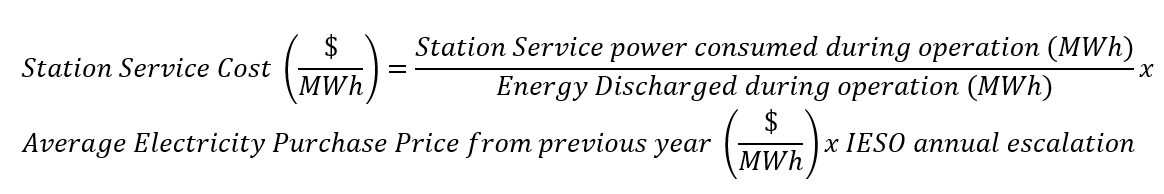 Station Service Cost ($/MWh) = Station Service power consumed during operation (MWh)/Energy Discharged during operation (MWh) x
Average Electricity Purchase Price from previous year ($/MWh) x IESO annual escalation